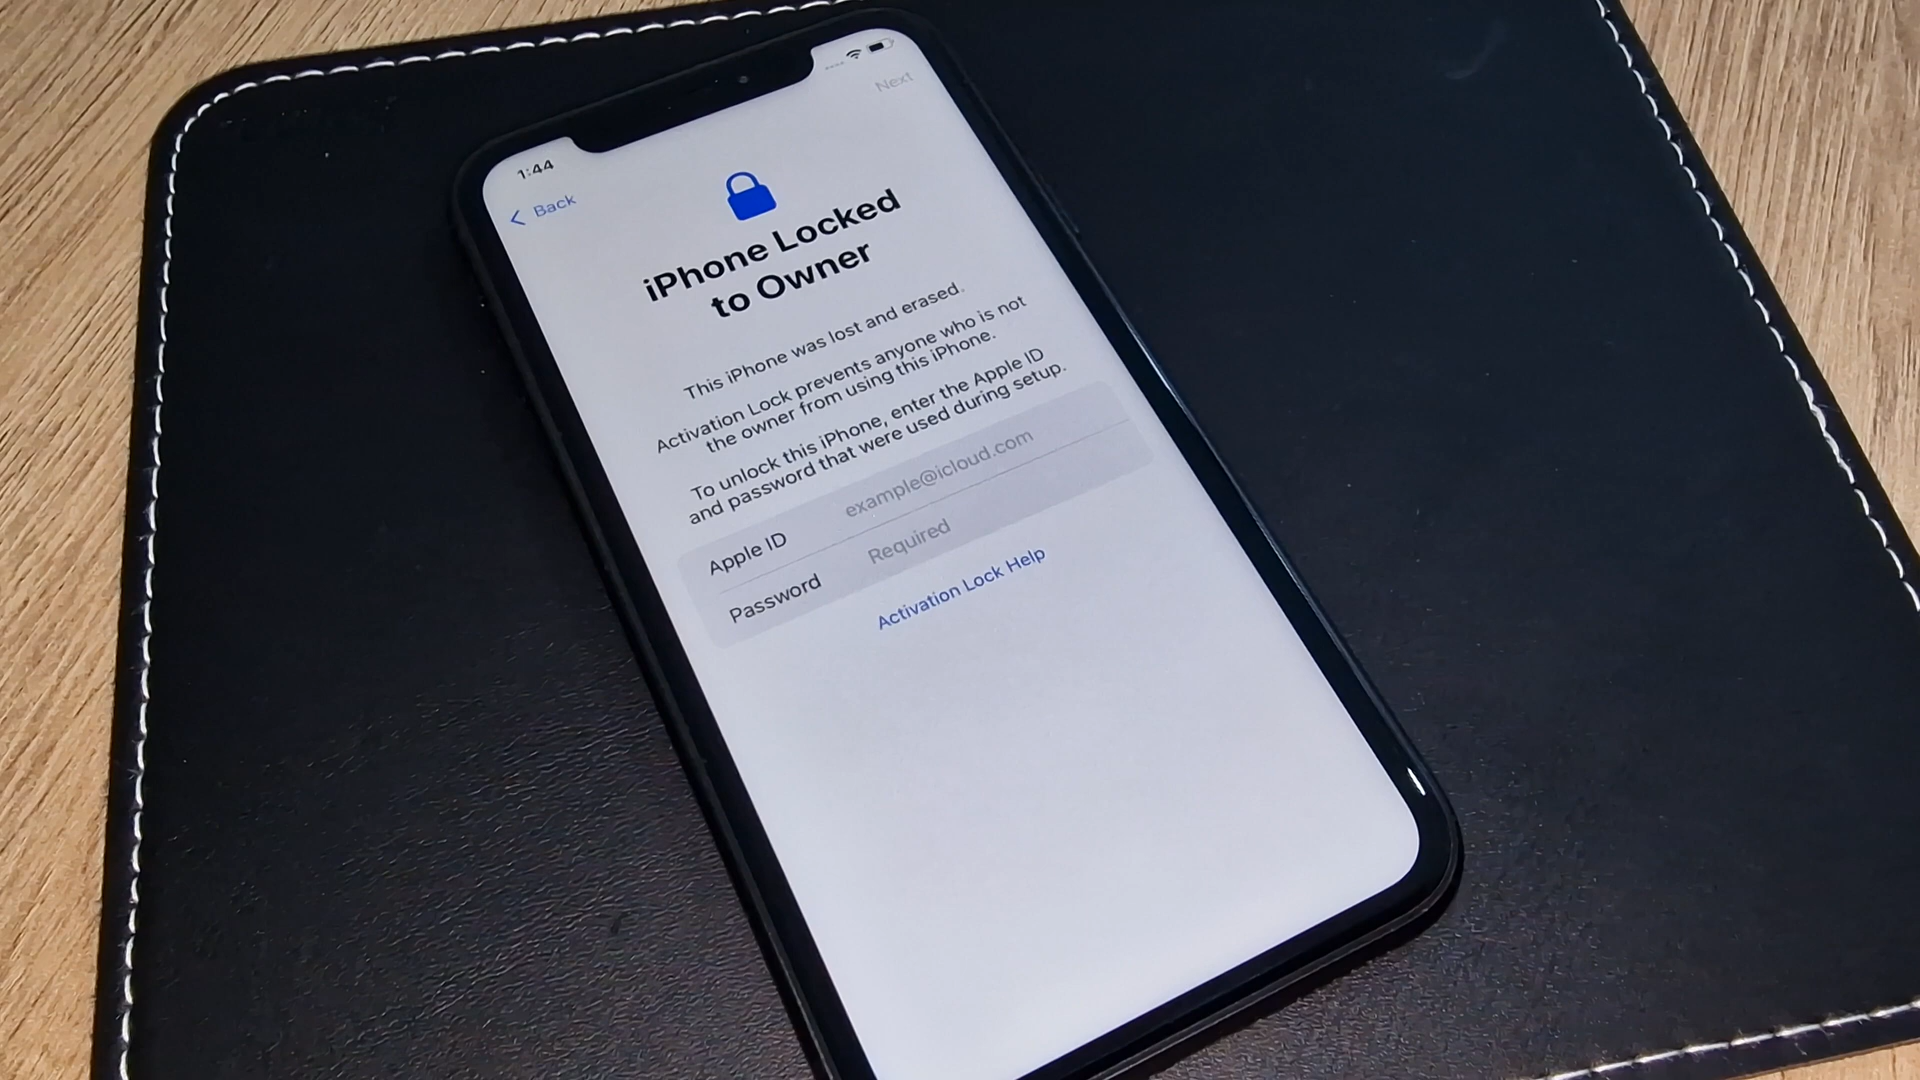 1:44
Next
Back
iPhone Locked
to Owner
This iPhone was lost and erased.
Activation Lock prevents anyone who is not
the owner from using this iPhone.
To unlock this iPhone, enter the Apple ID
and password that were used during setup.
Apple ID example@icloud.com
Password Required
Activation Lock Help